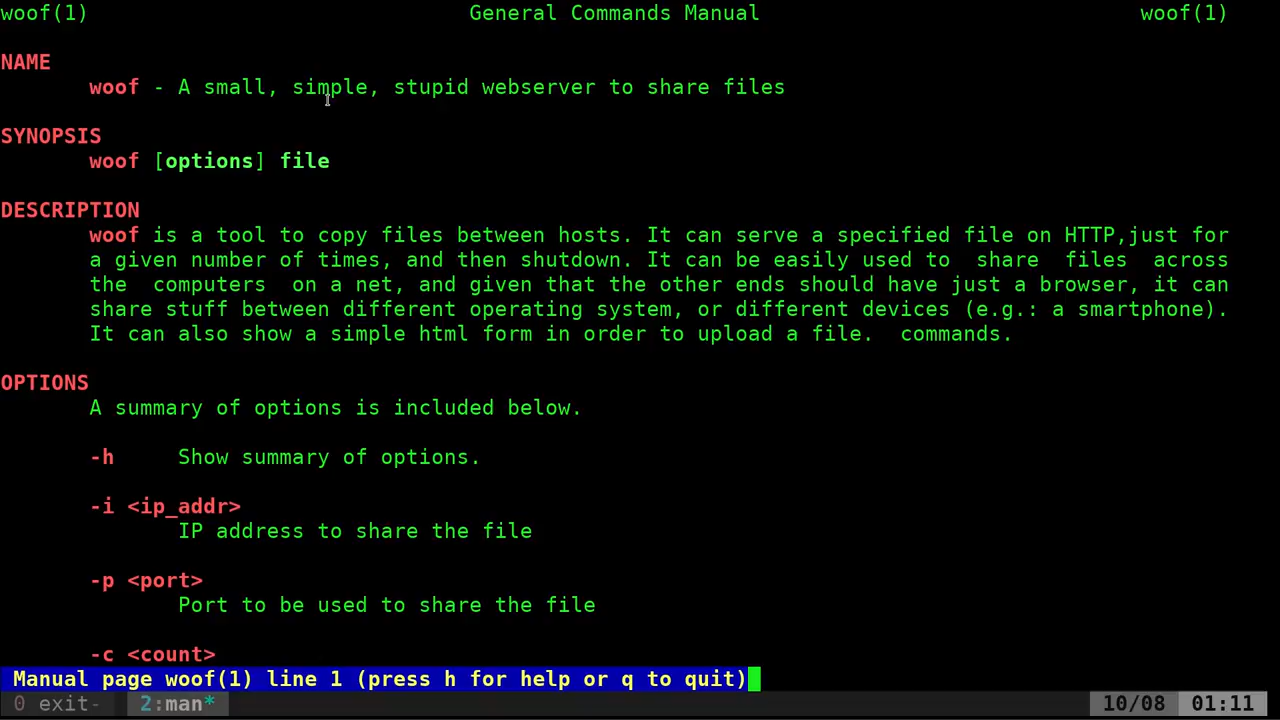 woof(1) General Commands Manual woof(1)
NAME
woof - A small, simple, stupid webserver to share files
SYNOPSIS
woof [options] file
DESCRIPTION
woof is a tool to copy files between hosts. It can serve a specified file on HTTP,just for
a given number of times, and then shutdown. It can be easily used to share files across
the computers on a net, and given that the other ends should have just a browser, it can
share stuff between different operating system, or different devices (e.g.: a smartphone).
It can also show a simple html form in order to upload a file. commands.
OPTIONS
A summary of options is included below.
-h Show summary of options.
-i <ip_addr>
IP address to share the file
-p <port>
Port to be used to share the file
-c <count>
Manual page woof(1) line 1 (press h for help or q to quit)
0 exit- 2:man* 10/08 01:11